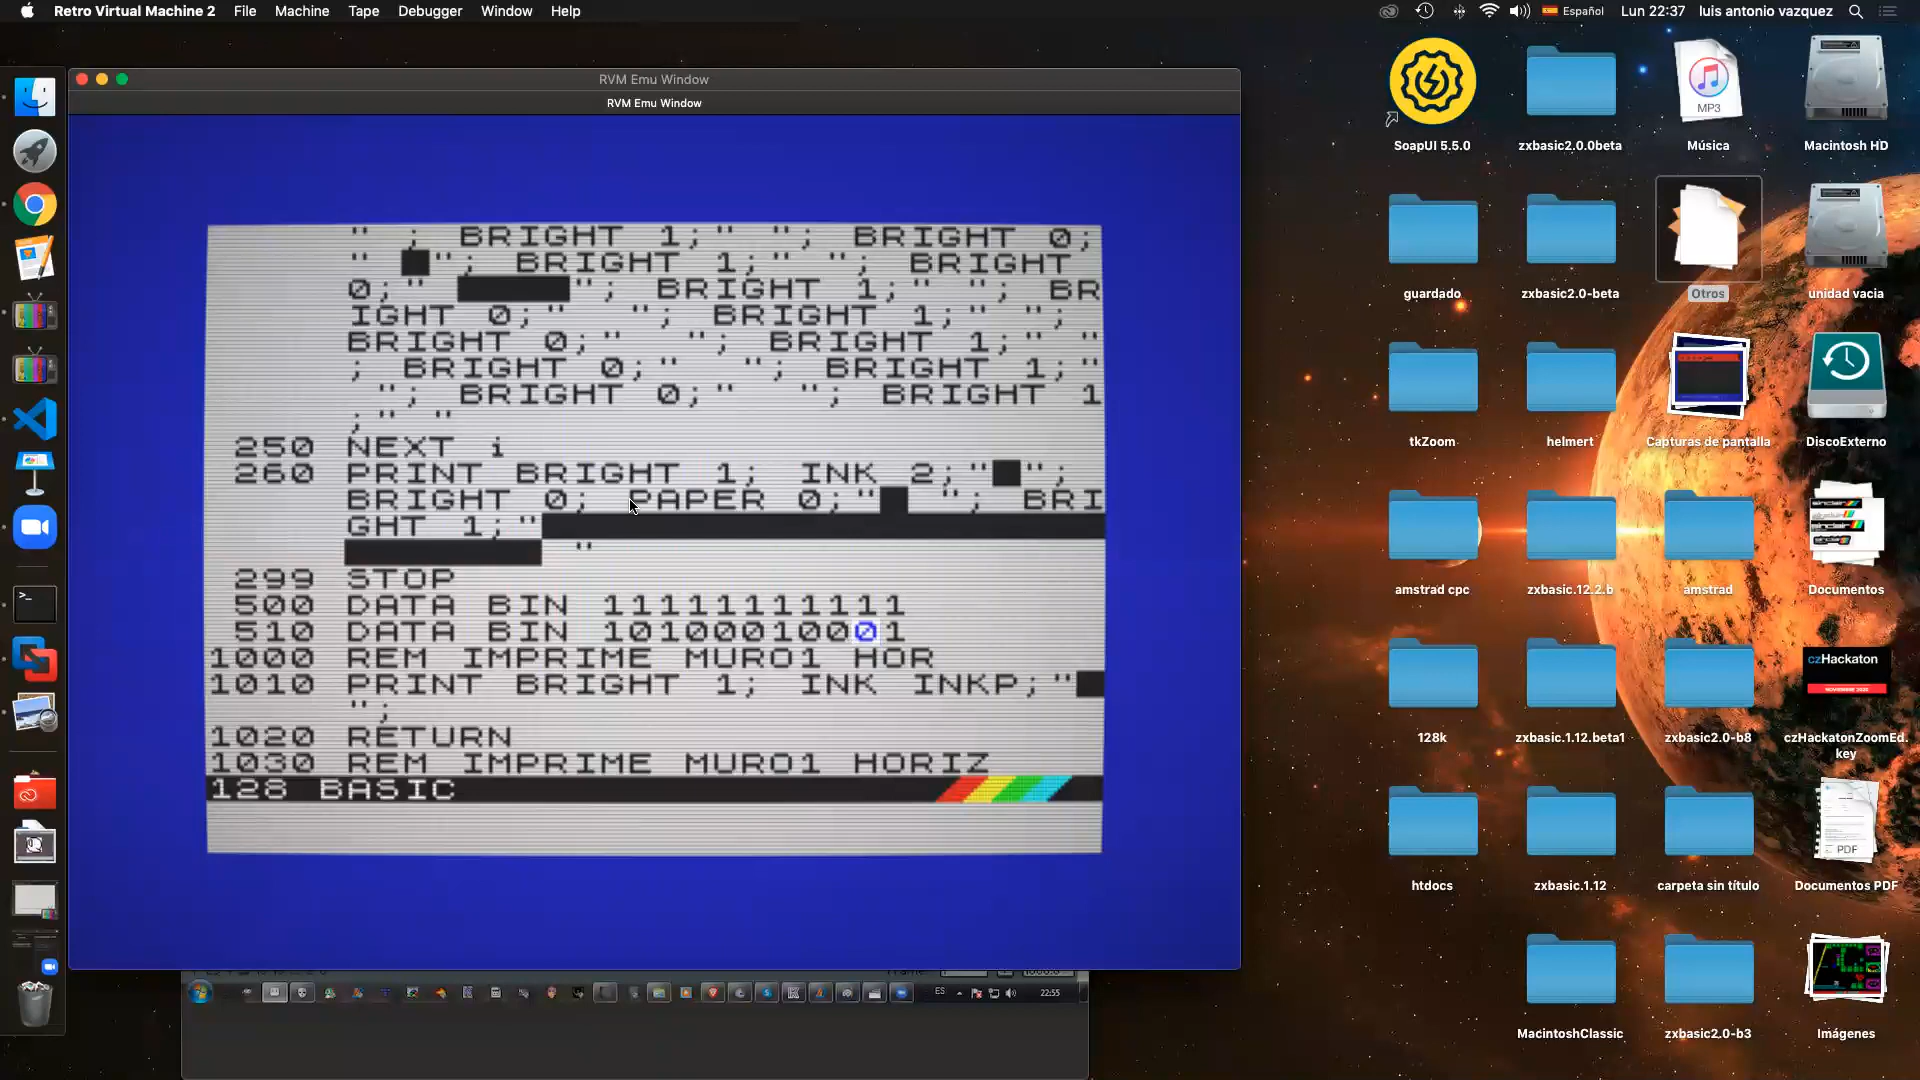 Retro Virtual Machine 2 File Machine Tape Debugger Window Help Español Lun 22:37 luis antonio vazquez
RVM Emu Window
RVM Emu Window
" ; BRIGHT 1;" "; BRIGHT 0;
" "; BRIGHT 1;" "; BRIGHT
0;" "; BRIGHT 1;" "; BR
IGHT 0;" "; BRIGHT 1;" ";
BRIGHT 0;" "; BRIGHT 1;" "
; BRIGHT 0;" "; BRIGHT 1;"
"; BRIGHT 0;" "; BRIGHT 1
;" "
250 NEXT i
260 PRINT BRIGHT 1; INK 2;" ";
BRIGHT 0; PAPER 0;" "; BRI
GHT 1;"
"
299 STOP
500 DATA BIN 11111111111
510 DATA BIN 10100010001
1000 REM IMPRIME MURO1 HOR
1010 PRINT BRIGHT 1; INK INKP;"
";
1020 RETURN
1030 REM IMPRIME MURO1 HORIZ
128 BASIC
ES 22:55
MP3
SoapUI 5.5.0
zxbasic2.0.0beta
Música
Macintosh HD
guardado
zxbasic2.0-beta
Otros
unidad vacia
tkZoom
helmert
Capturas de pantalla
DiscoExterno
amstrad cpc
zxbasic.12.2.b
amstrad
Documentos
czHackaton
128k
zxbasic.1.12.beta1
zxbasic2.0-b8
czHackatonZoomEd.
key
PDF
htdocs
zxbasic.1.12
carpeta sin título
Documentos PDF
MacintoshClassic
zxbasic2.0-b3
Imágenes